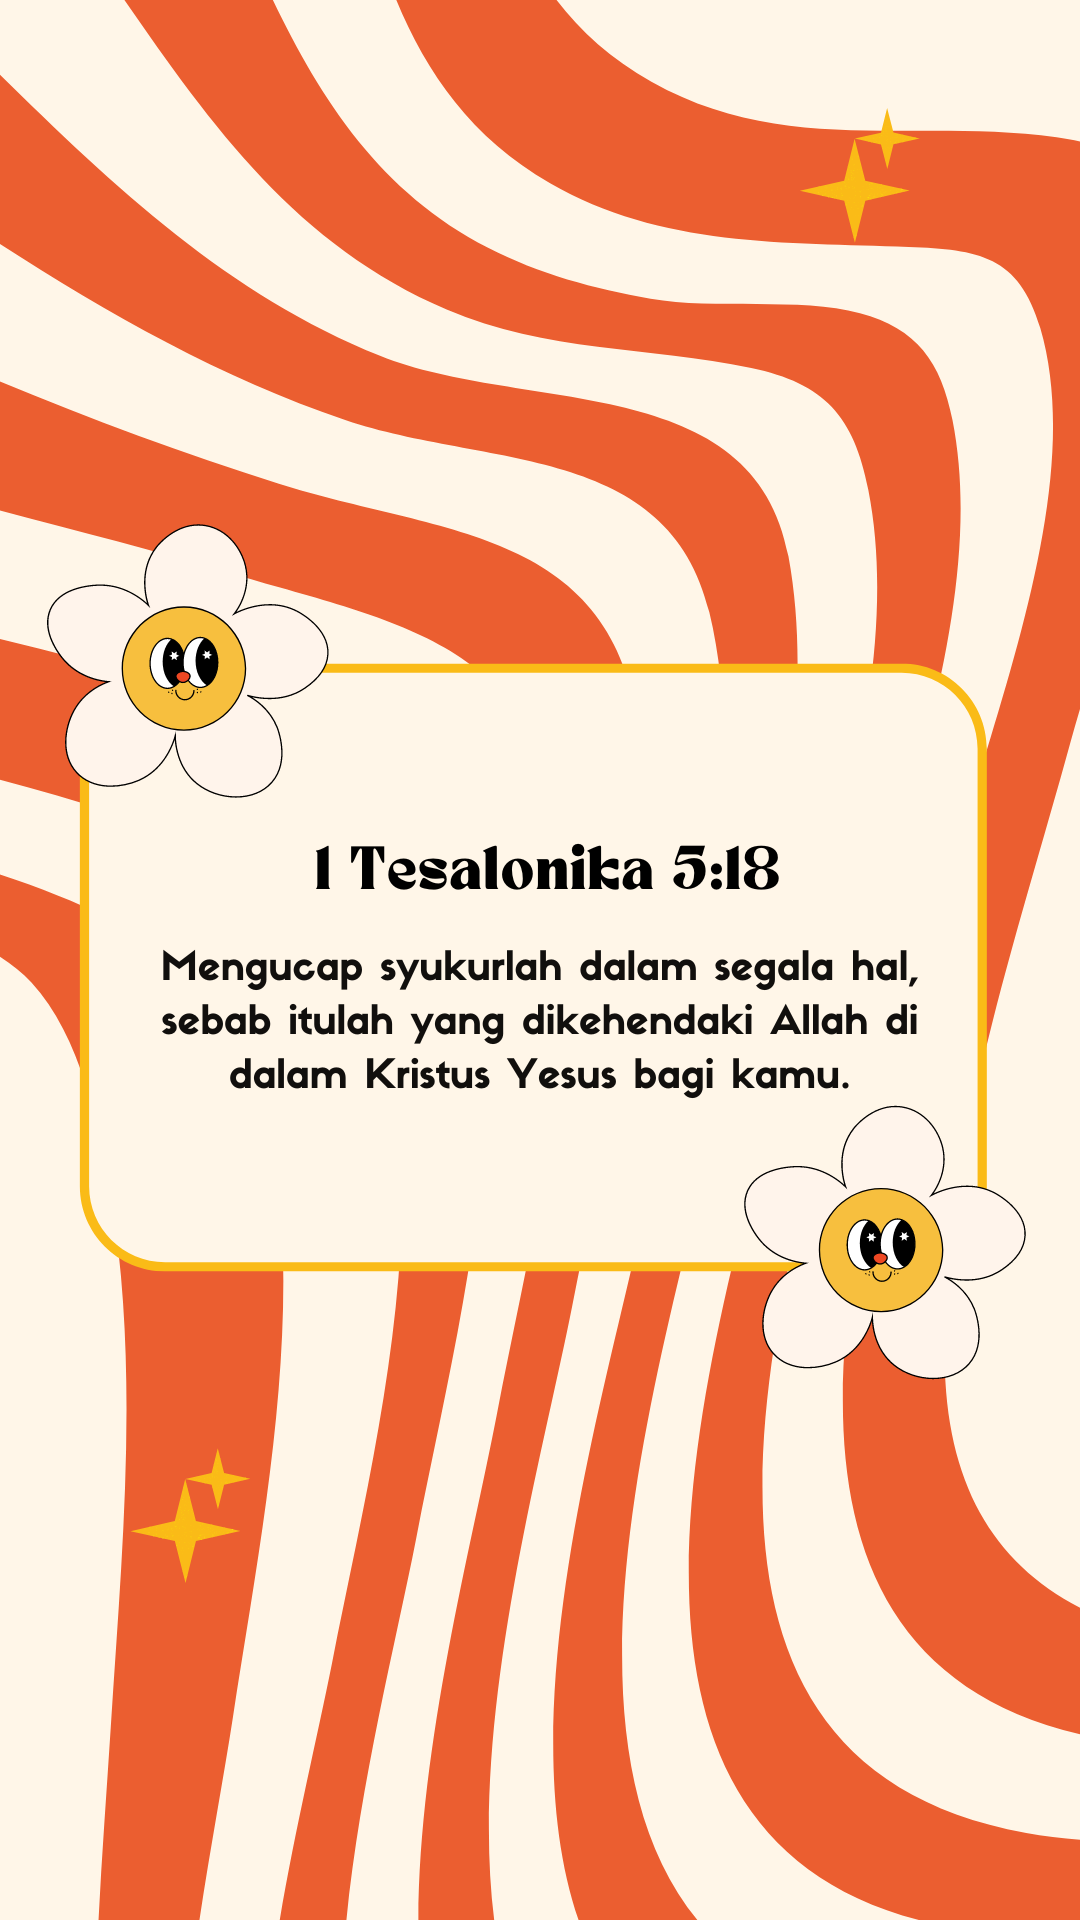 1 Tesalonika 5:18
Mengucap syukurlah dalam segala hal,
sebab itulah yang dikehendaki Allah di
dalam Kristus Yesus bagi kamu.